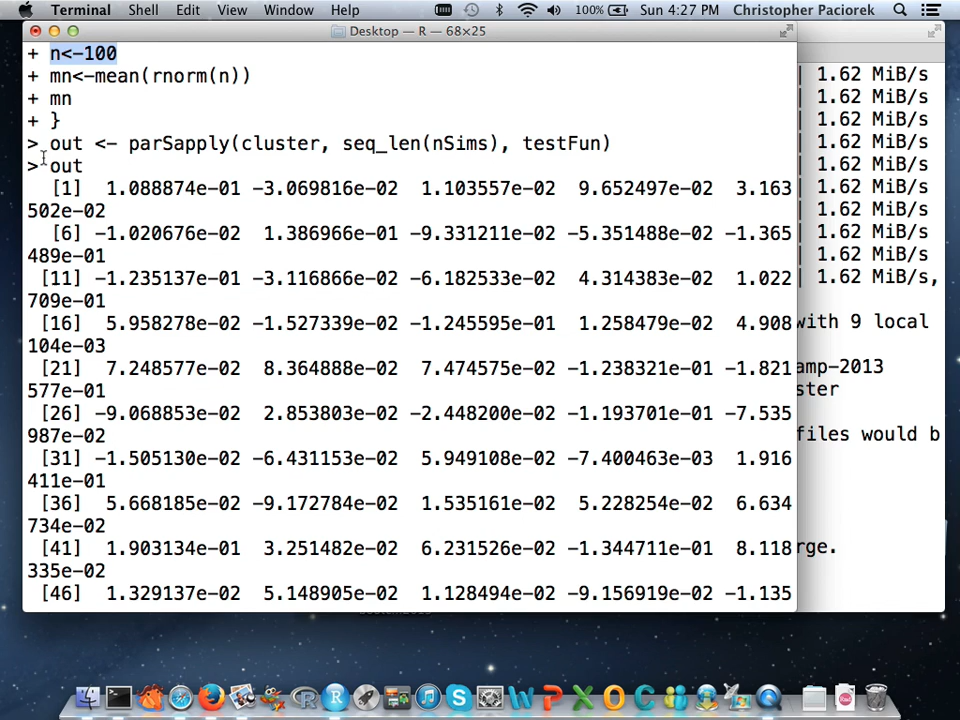 Terminal Shell Edit View Window Help 100% Sun 4:27 PM Christopher Paciorek
Desktop — R — 68×25
+ n<-100
+ mn<-mean(rnorm(n))
+ mn
+ }
> out <- parSapply(cluster, seq_len(nSims), testFun)
> out
[1] 1.088874e-01 -3.069816e-02 1.103557e-02 9.652497e-02 3.163
502e-02
[6] -1.020676e-02 1.386966e-01 -9.331211e-02 -5.351488e-02 -1.365
489e-01
[11] -1.235137e-01 -3.116866e-02 -6.182533e-02 4.314383e-02 1.022
709e-01
[16] 5.958278e-02 -1.527339e-02 -1.245595e-01 1.258479e-02 4.908
104e-03
[21] 7.248577e-02 8.364888e-02 7.474575e-02 -1.238321e-01 -1.821
577e-01
[26] -9.068853e-02 2.853803e-02 -2.448200e-02 -1.193701e-01 -7.535
987e-02
[31] -1.505130e-02 -6.431153e-02 5.949108e-02 -7.400463e-03 1.916
411e-01
[36] 5.668185e-02 -9.172784e-02 1.535161e-02 5.228254e-02 6.634
734e-02
[41] 1.903134e-01 3.251482e-02 6.231526e-02 -1.344711e-01 8.118
335e-02
[46] 1.329167e-02 5.148905e-02 1.128494e-02 -9.156919e-02 -1.135
| 1.62 MiB/s
| 1.62 MiB/s
| 1.62 MiB/s
| 1.62 MiB/s
| 1.62 MiB/s
| 1.62 MiB/s
| 1.62 MiB/s
| 1.62 MiB/s
| 1.62 MiB/s
| 1.62 MiB/s,
with 9 local
amp-2013
ster
files would b
rge.